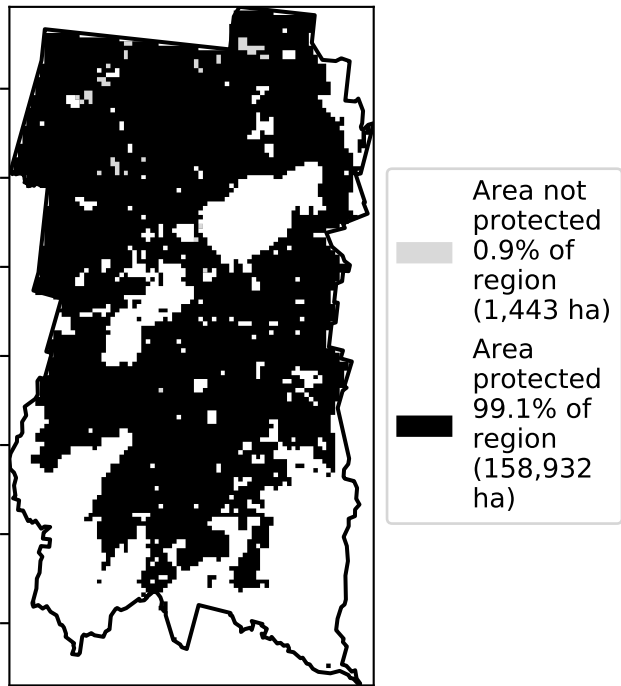 Area not
protected
0.9% of
region
(1,443 ha)
Area
protected
99.1% of
region
(158,932
ha)